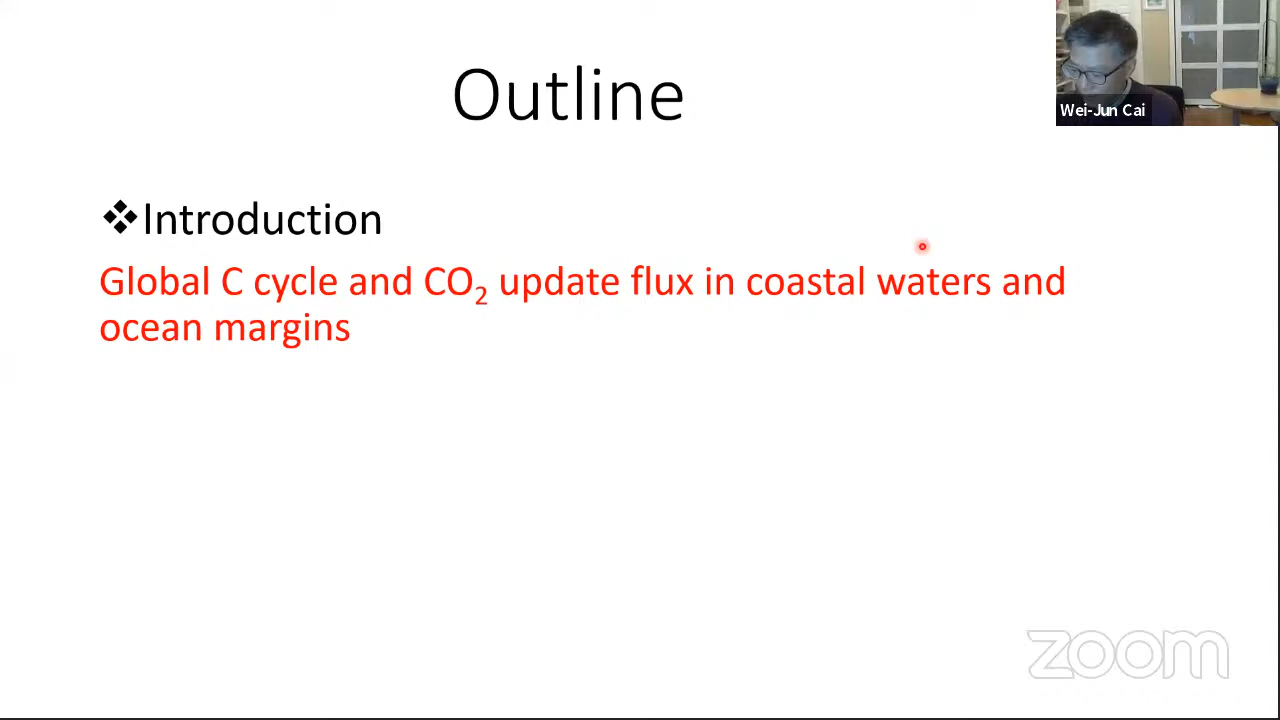 Outline
Wei-Jun Cai
❖Introduction
Global C cycle and CO₂ update flux in coastal waters and
ocean margins
zoom